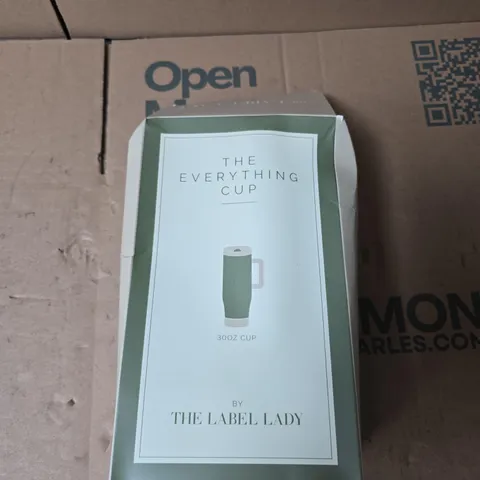 Open
THE
EVERYTHING
CUP
30OZ CUP
BY
THE LABEL LADY
MON
ARLES.COM